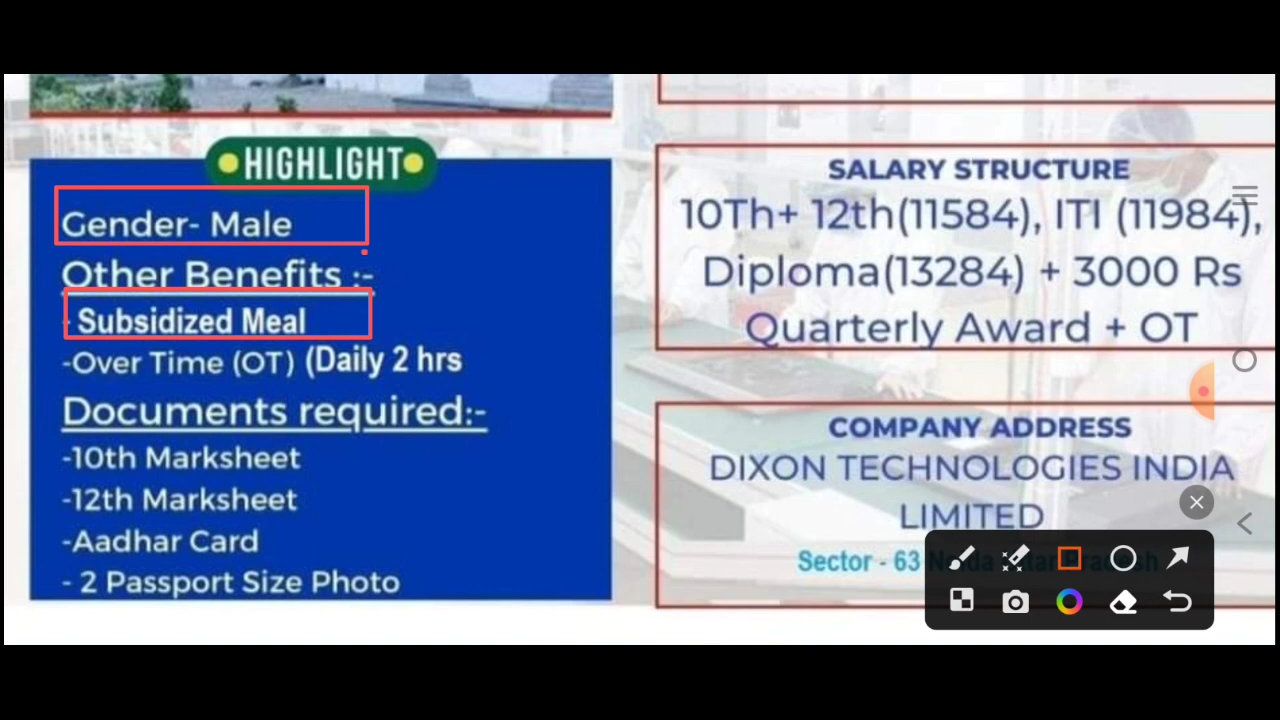 HIGHLIGHT
Gender- Male
Other Benefits :-
- Subsidized Meal
-Over Time (OT) (Daily 2 hrs
Documents required:-
-10th Marksheet
-12th Marksheet
-Aadhar Card
- 2 Passport Size Photo
SALARY STRUCTURE
10Th+ 12th(11584), ITI (11984),
Diploma(13284) + 3000 Rs
Quarterly Award + OT
COMPANY ADDRESS
DIXON TECHNOLOGIES INDIA
LIMITED
Sector - 63